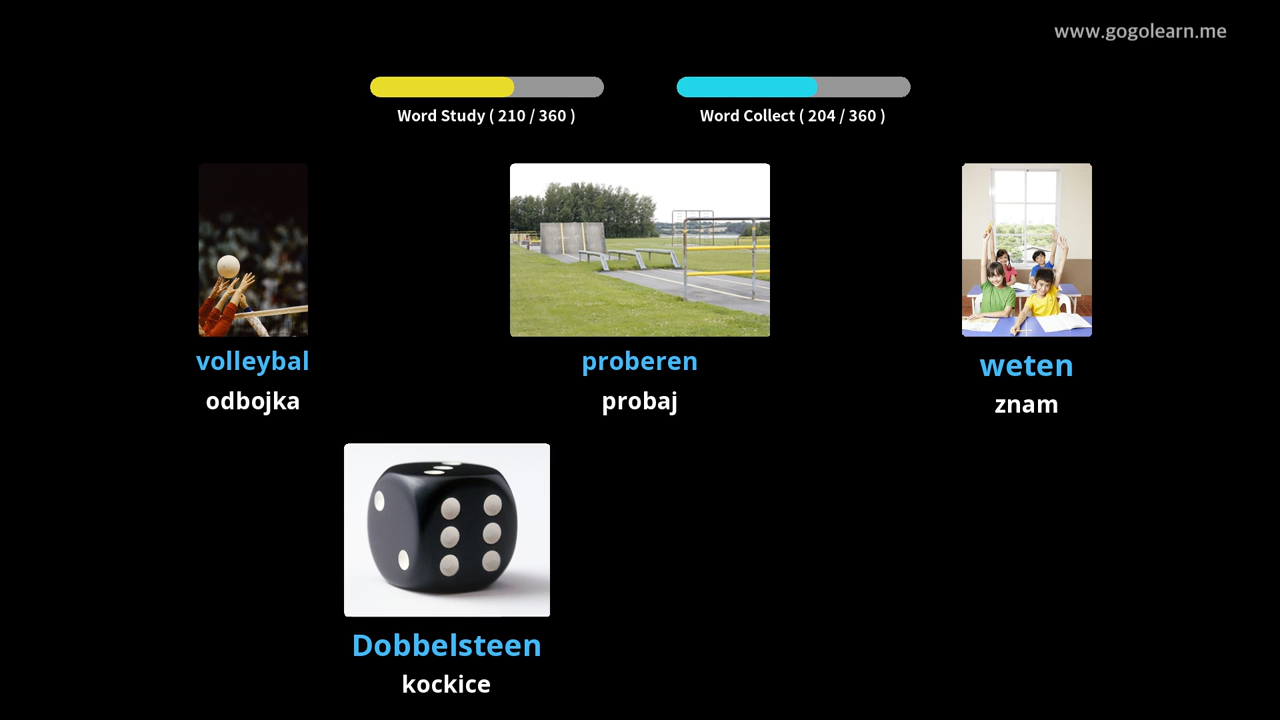 www.gogolearn.me
Word Study ( 210 / 360 )
Word Collect ( 204 / 360 )
volleybal
odbojka
proberen
probaj
weten
znam
Dobbelsteen
kockice